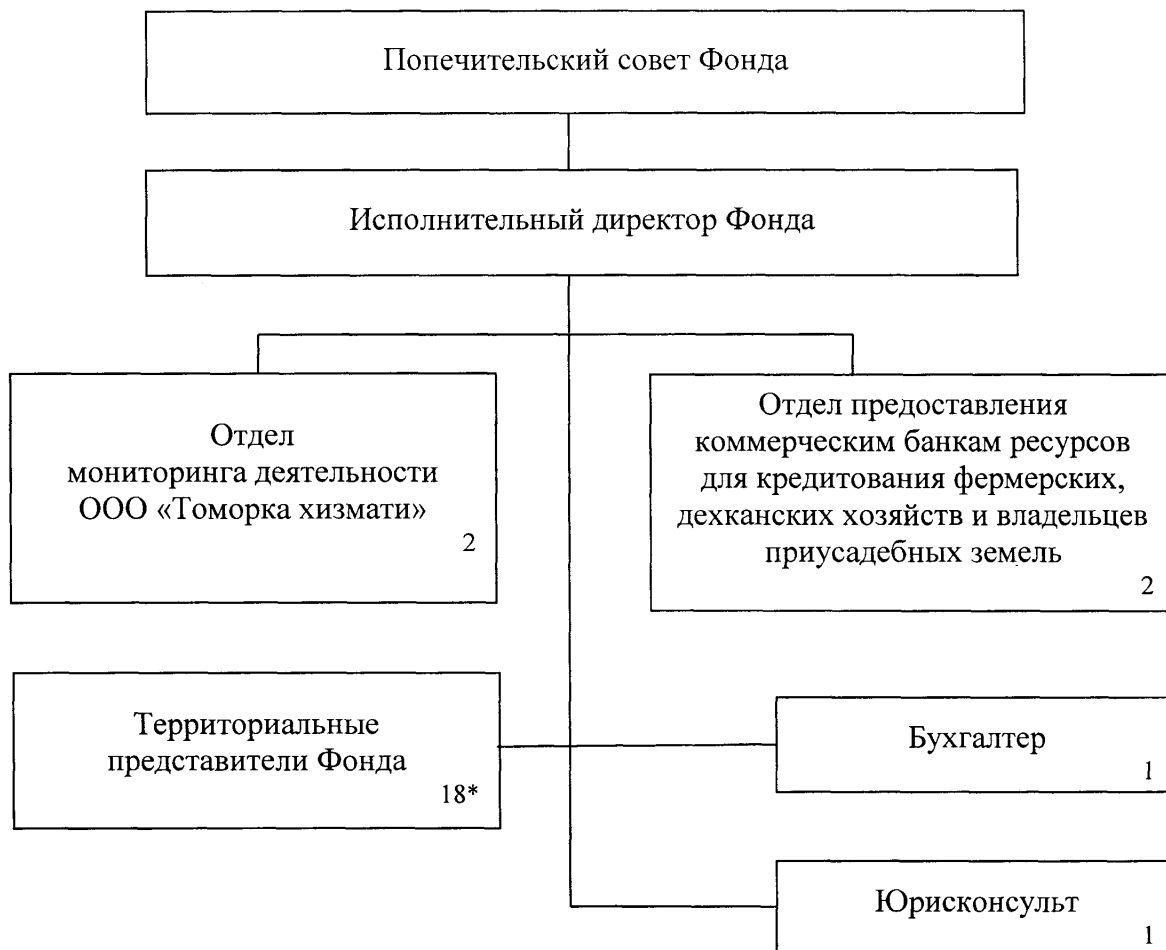 Попечительский совет Фонда
Исполнительный директор Фонда
Отдел
мониторинга деятельности
ООО «Томорка хизмати»
2
Отдел предоставления
коммерческим банкам ресурсов
для кредитования фермерских,
дехканских хозяйств и владельцев
приусадебных земель
2
Территориальные
представители Фонда
18*
Бухгалтер
1
Юрисконсульт
1